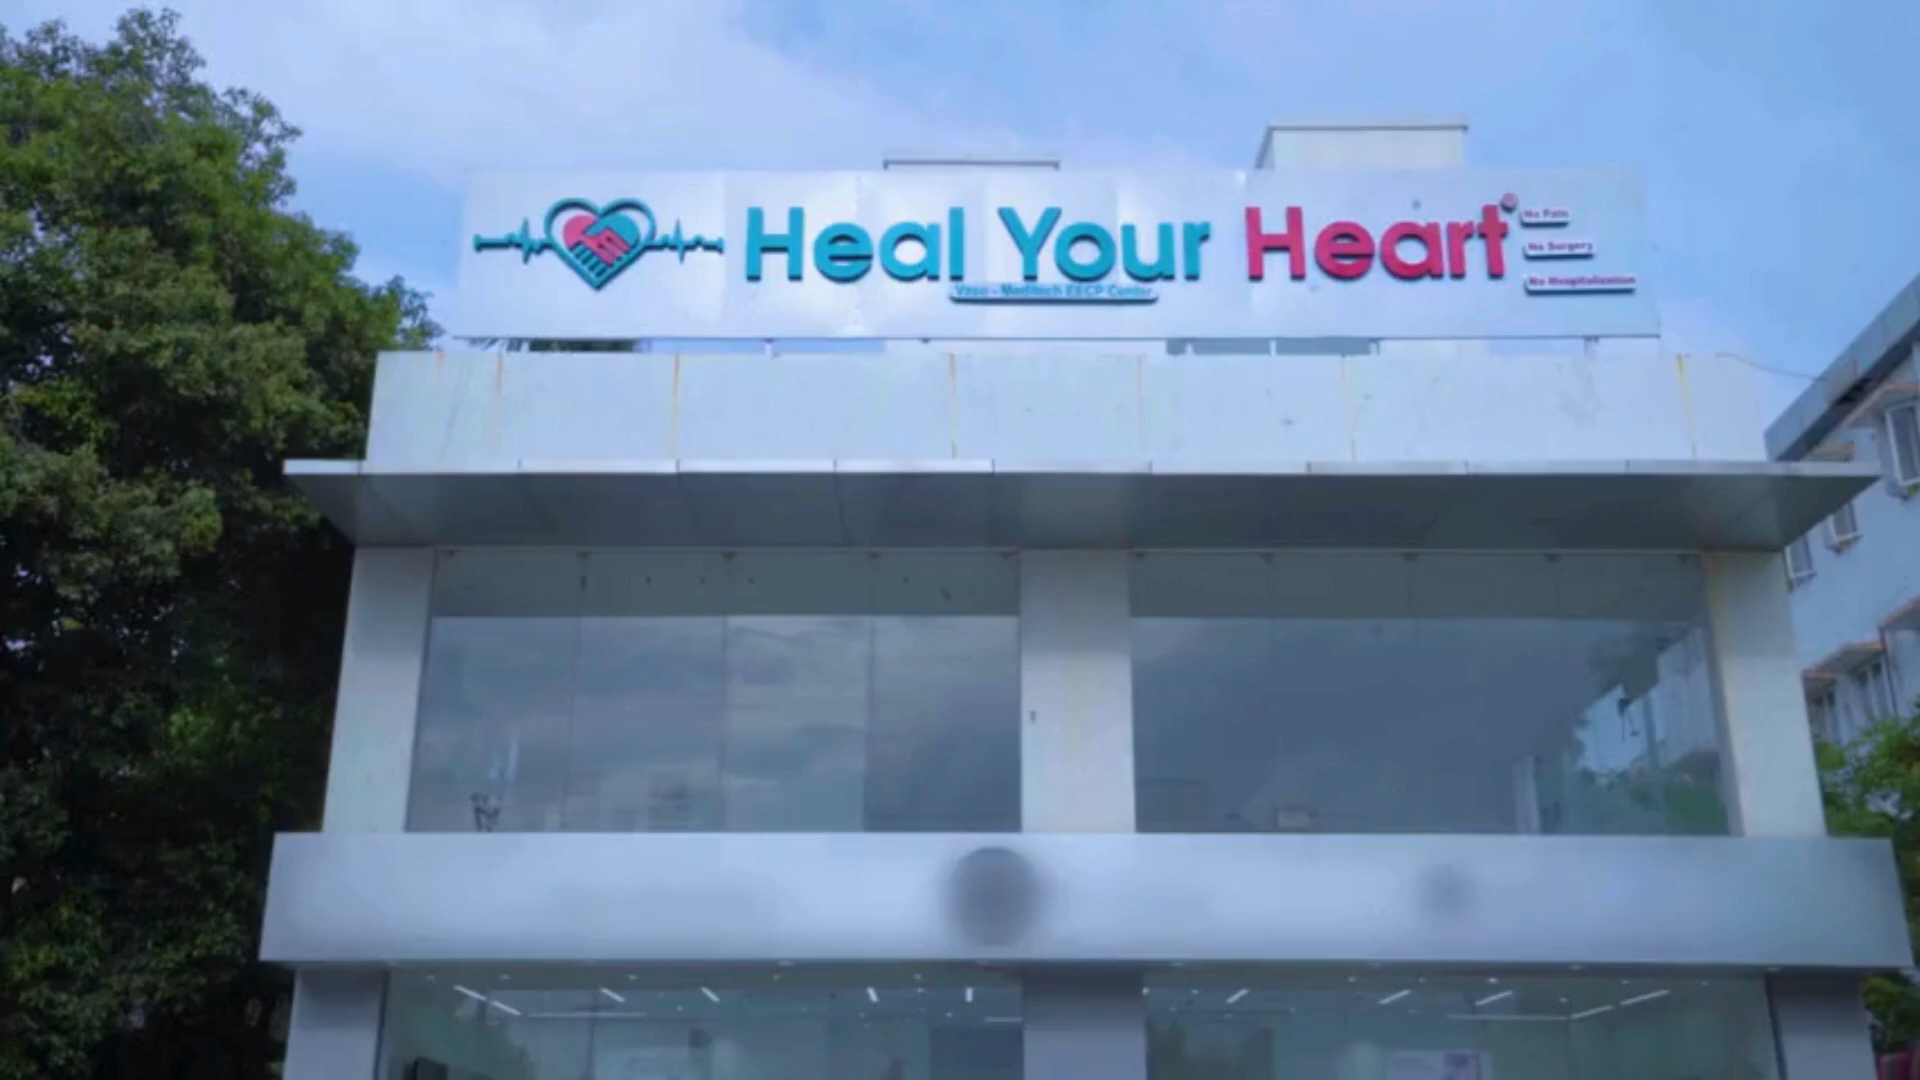 Heal Your Heart®
Vaso - Meditech EECP Center
No Pain
No Surgery
No Hospitalization